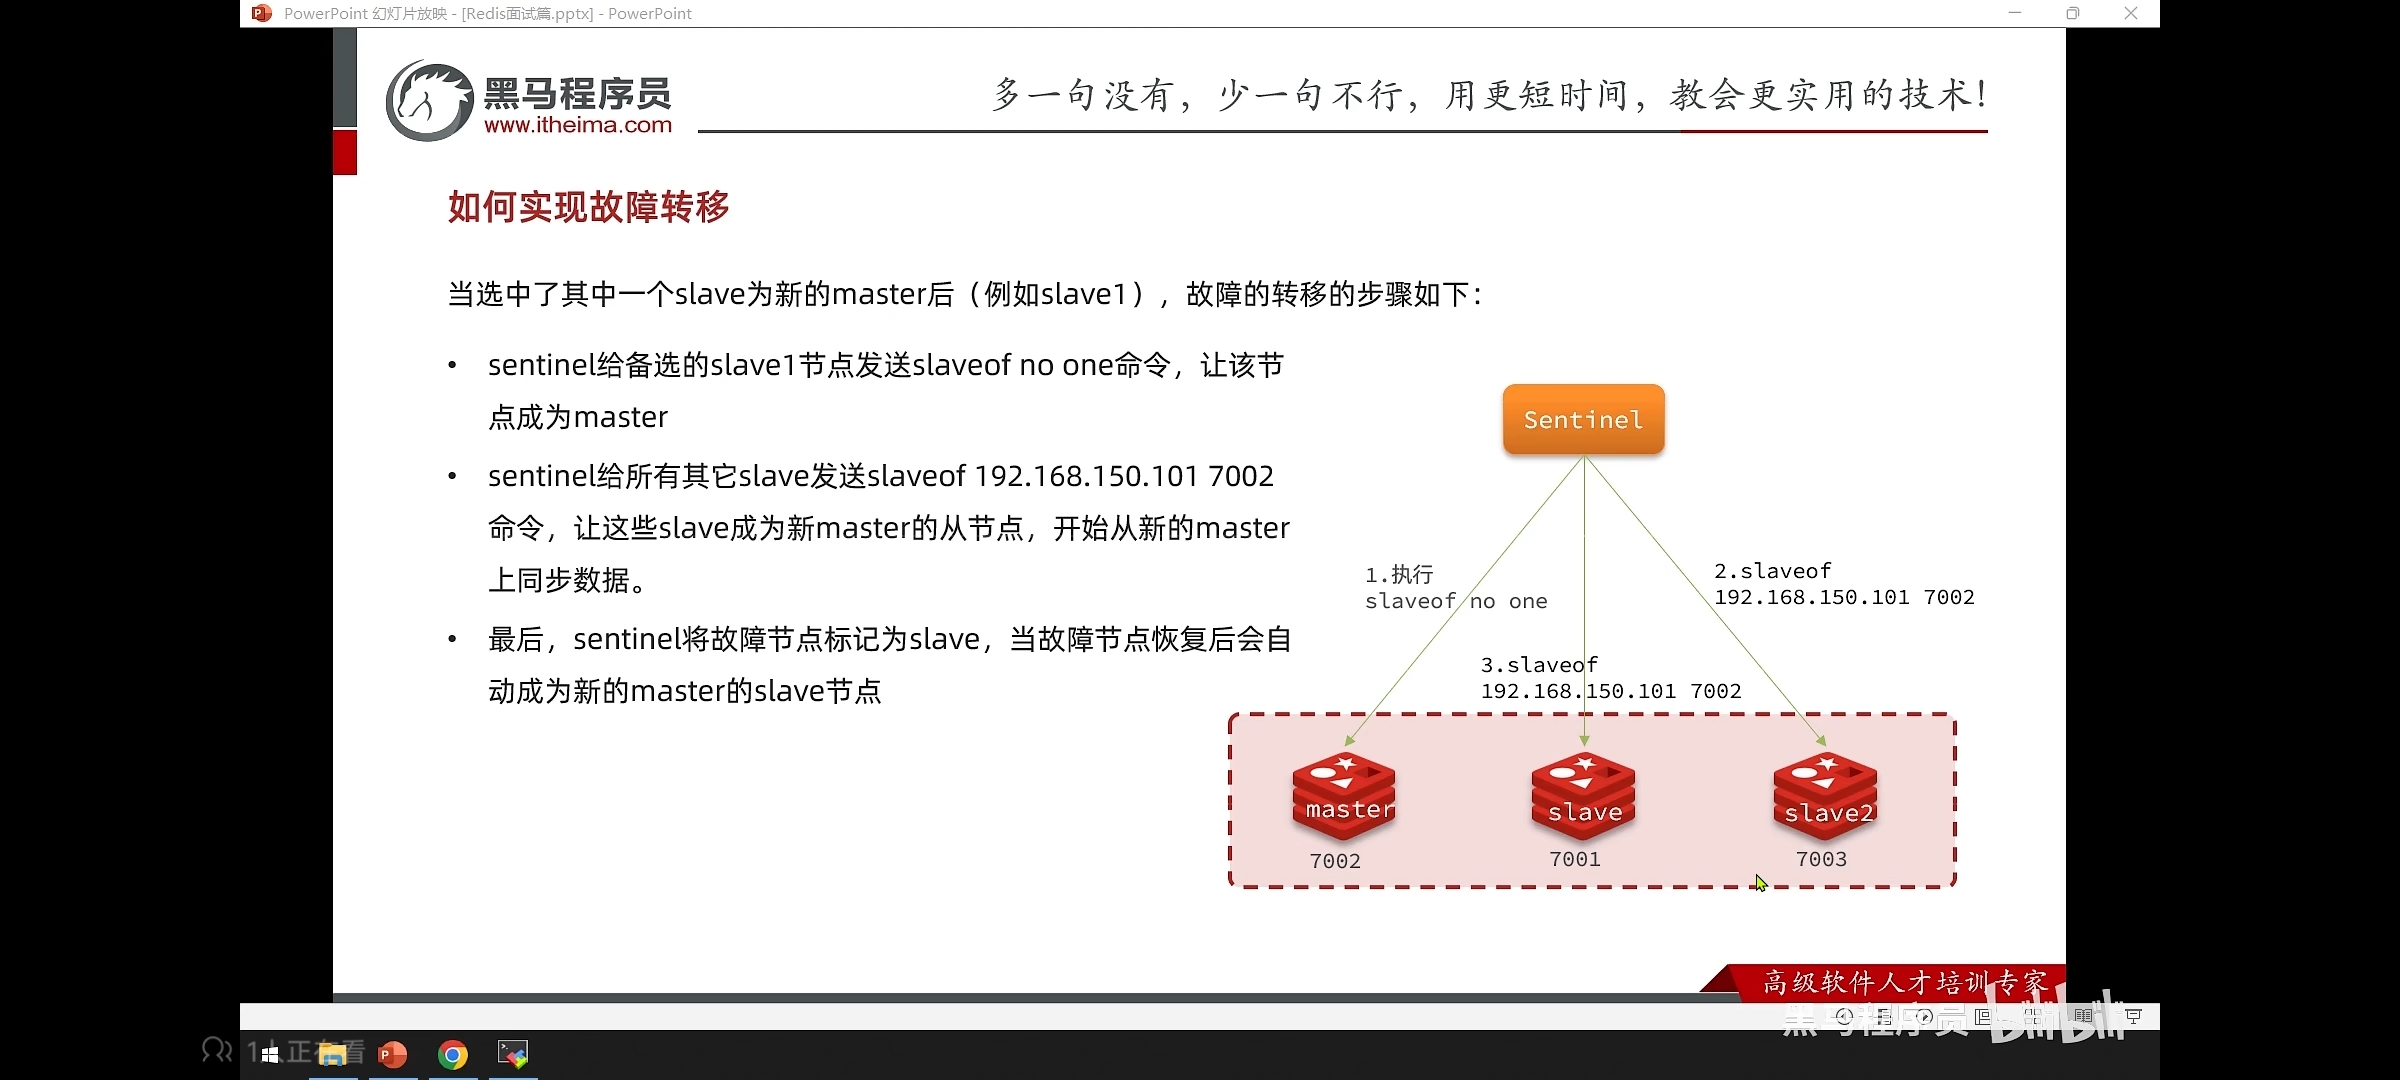 PowerPoint 幻灯片放映 - [Redis面试篇.pptx] - PowerPoint
黑马程序员
www.itheima.com
多一句没有，少一句不行，用更短时间，教会更实用的技术！
如何实现故障转移
当选中了其中一个slave为新的master后（例如slave1），故障的转移的步骤如下：
• sentinel给备选的slave1节点发送slaveof no one命令，让该节
点成为master
• sentinel给所有其它slave发送slaveof 192.168.150.101 7002
命令，让这些slave成为新master的从节点，开始从新的master
上同步数据。
• 最后，sentinel将故障节点标记为slave，当故障节点恢复后会自
动成为新的master的slave节点
Sentinel
1.执行
slaveof no one
2.slaveof
192.168.150.101 7002
3.slaveof
192.168.150.101 7002
master
slave
slave2
7002
7001
7003
高级软件人才培训专家
黑马程序员
bilibili
1人正在看